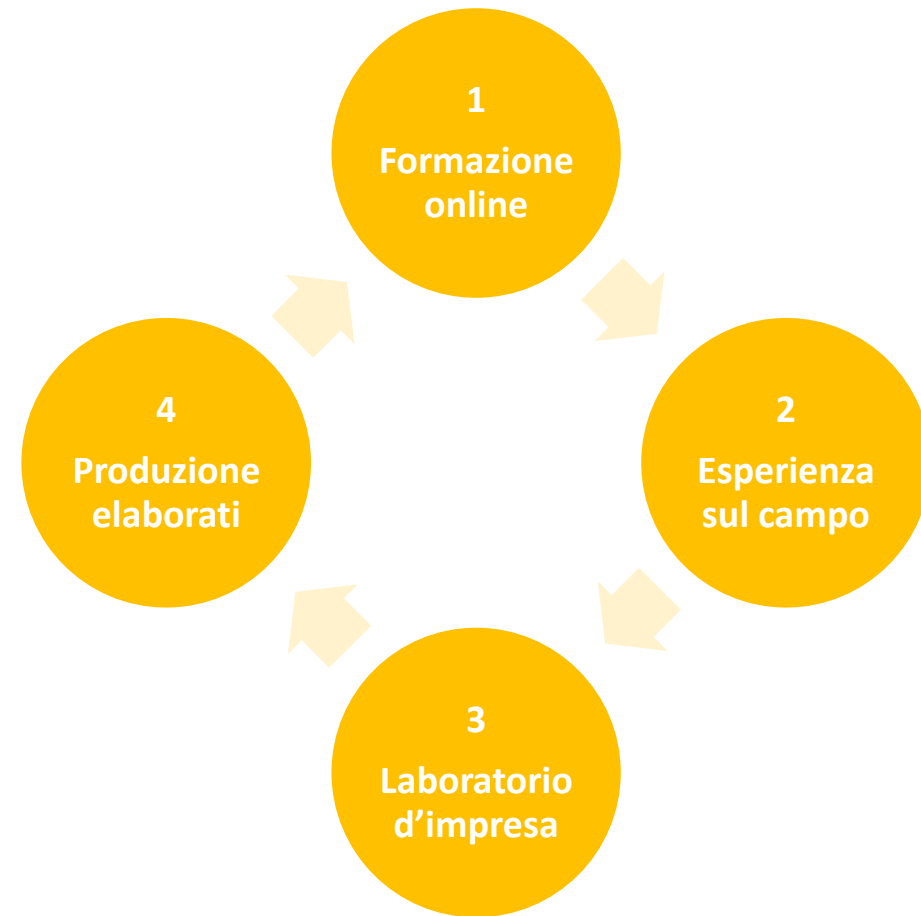 1
Formazione
online
2
Esperienza
sul campo
3
Laboratorio
d’impresa
4
Produzione
elaborati